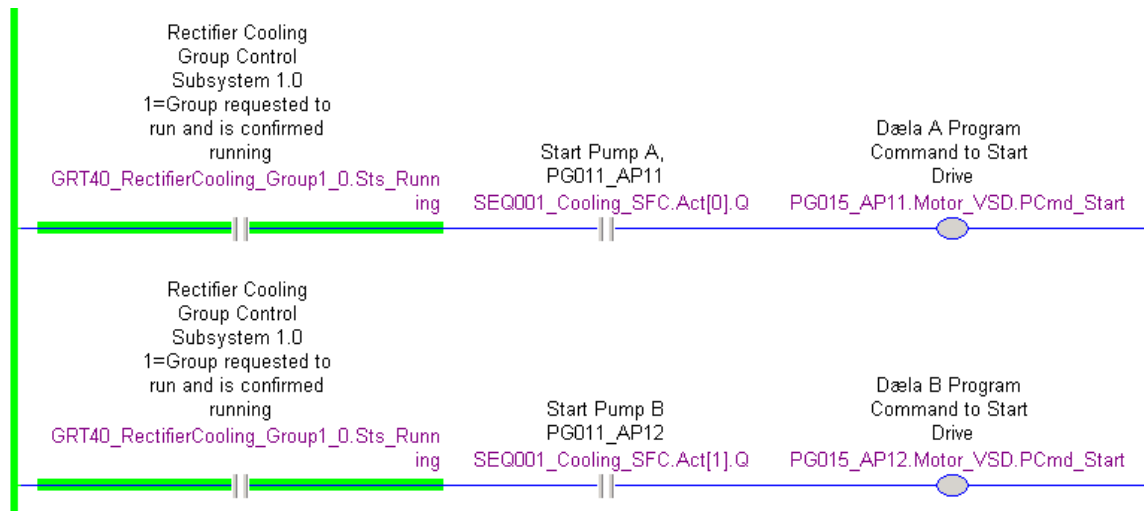 Rectifier Cooling
Group Control
Subsystem 1.0
1=Group requested to
run and is confirmed
running
GRT40_RectifierCooling_Group1_0.Sts_Runn
ing
Start Pump A,
PG011_AP11
SEQ001_Cooling_SFC.Act[0].Q
Dæla A Program
Command to Start
Drive
PG015_AP11.Motor_VSD.PCmd_Start
Rectifier Cooling
Group Control
Subsystem 1.0
1=Group requested to
run and is confirmed
running
GRT40_RectifierCooling_Group1_0.Sts_Runn
ing
Start Pump B
PG011_AP12
SEQ001_Cooling_SFC.Act[1].Q
Dæla B Program
Command to Start
Drive
PG015_AP12.Motor_VSD.PCmd_Start